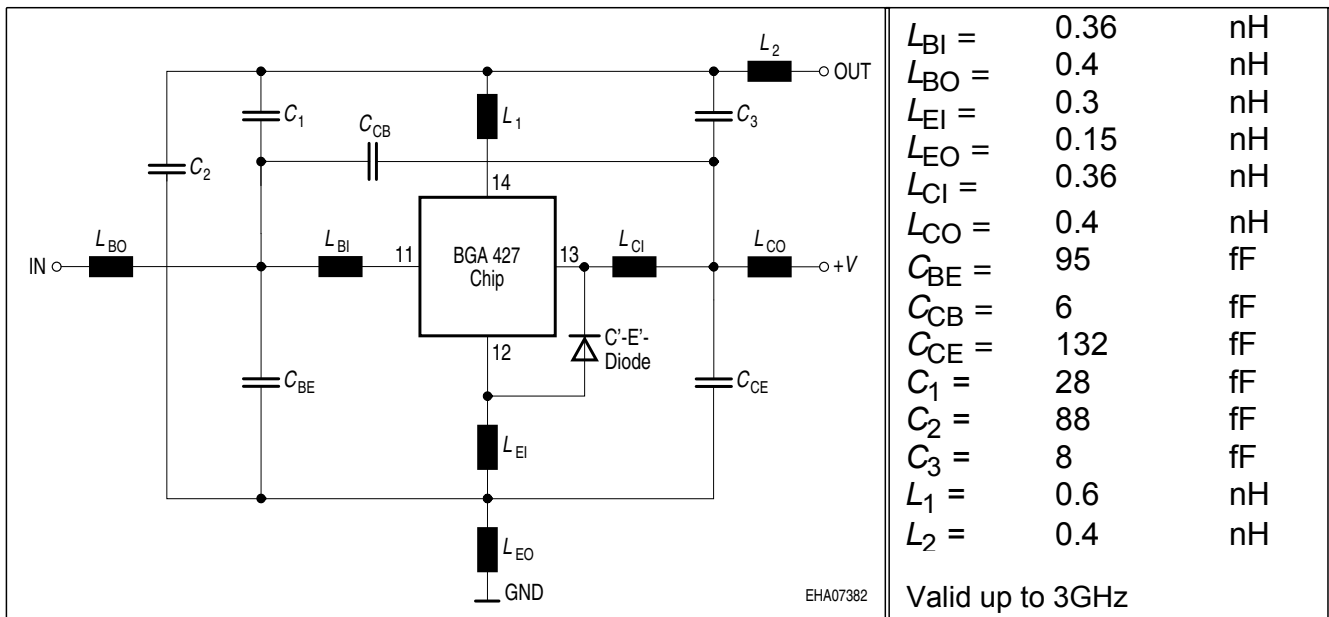 L2
OUT
C1
L1
C3
CCB
C2
14
LBO
LBI
11
BGA 427
Chip
13
LCI
LCO
IN
+V
12
C'-E'-
Diode
CBE
CCE
LEI
LEO
GND
EHA07382
LBI = 0.36 nH
LBO = 0.4 nH
LEI = 0.3 nH
LEO = 0.15 nH
LCI = 0.36 nH
LCO = 0.4 nH
CBE = 95 fF
CCB = 6 fF
CCE = 132 fF
C1 = 28 fF
C2 = 88 fF
C3 = 8 fF
L1 = 0.6 nH
L2 = 0.4 nH
Valid up to 3GHz